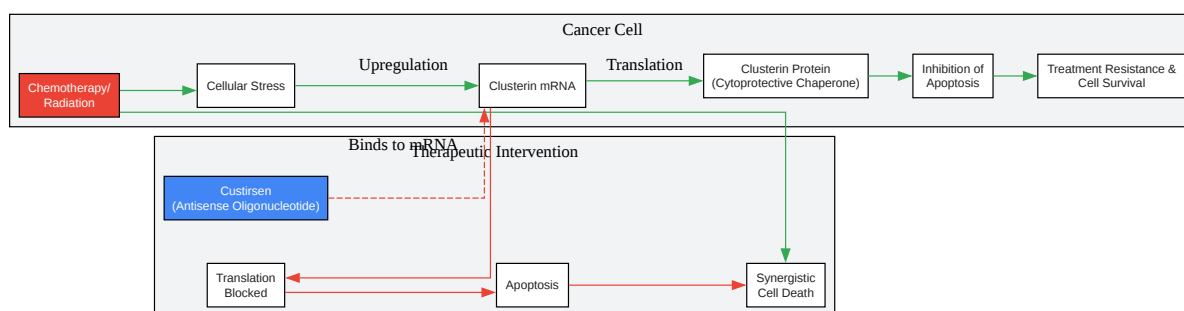 Cancer Cell
Upregulation
Translation
Chemotherapy/
Radiation
Cellular Stress
Clusterin mRNA
Clusterin Protein
(Cytoprotective Chaperone)
Inhibition of
Apoptosis
Treatment Resistance &
Cell Survival
Binds to mRNA
Therapeutic Intervention
Custirsen
(Antisense Oligonucleotide)
Translation
Blocked
Apoptosis
Synergistic
Cell Death